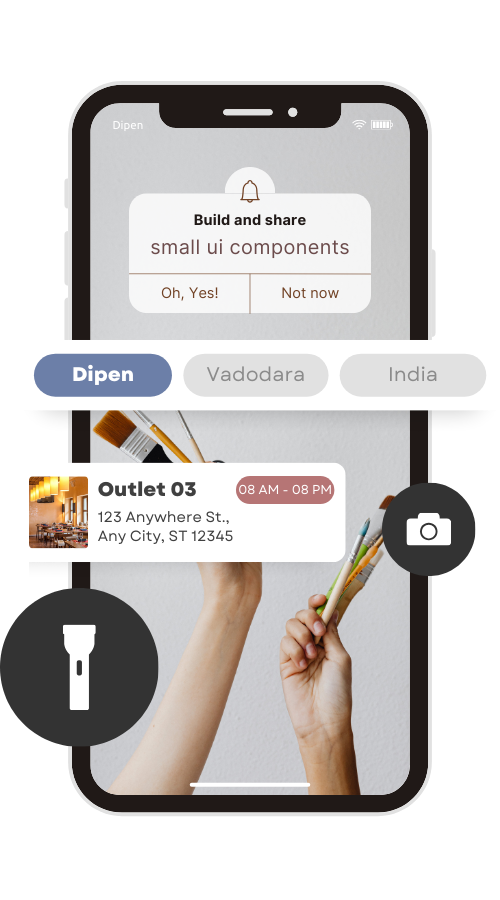 Dipen
Build and share
small ui components
Oh, Yes! Not now
Dipen Vadodara India
Outlet 03 08 AM - 08 PM
123 Anywhere St.,
Any City, ST 12345